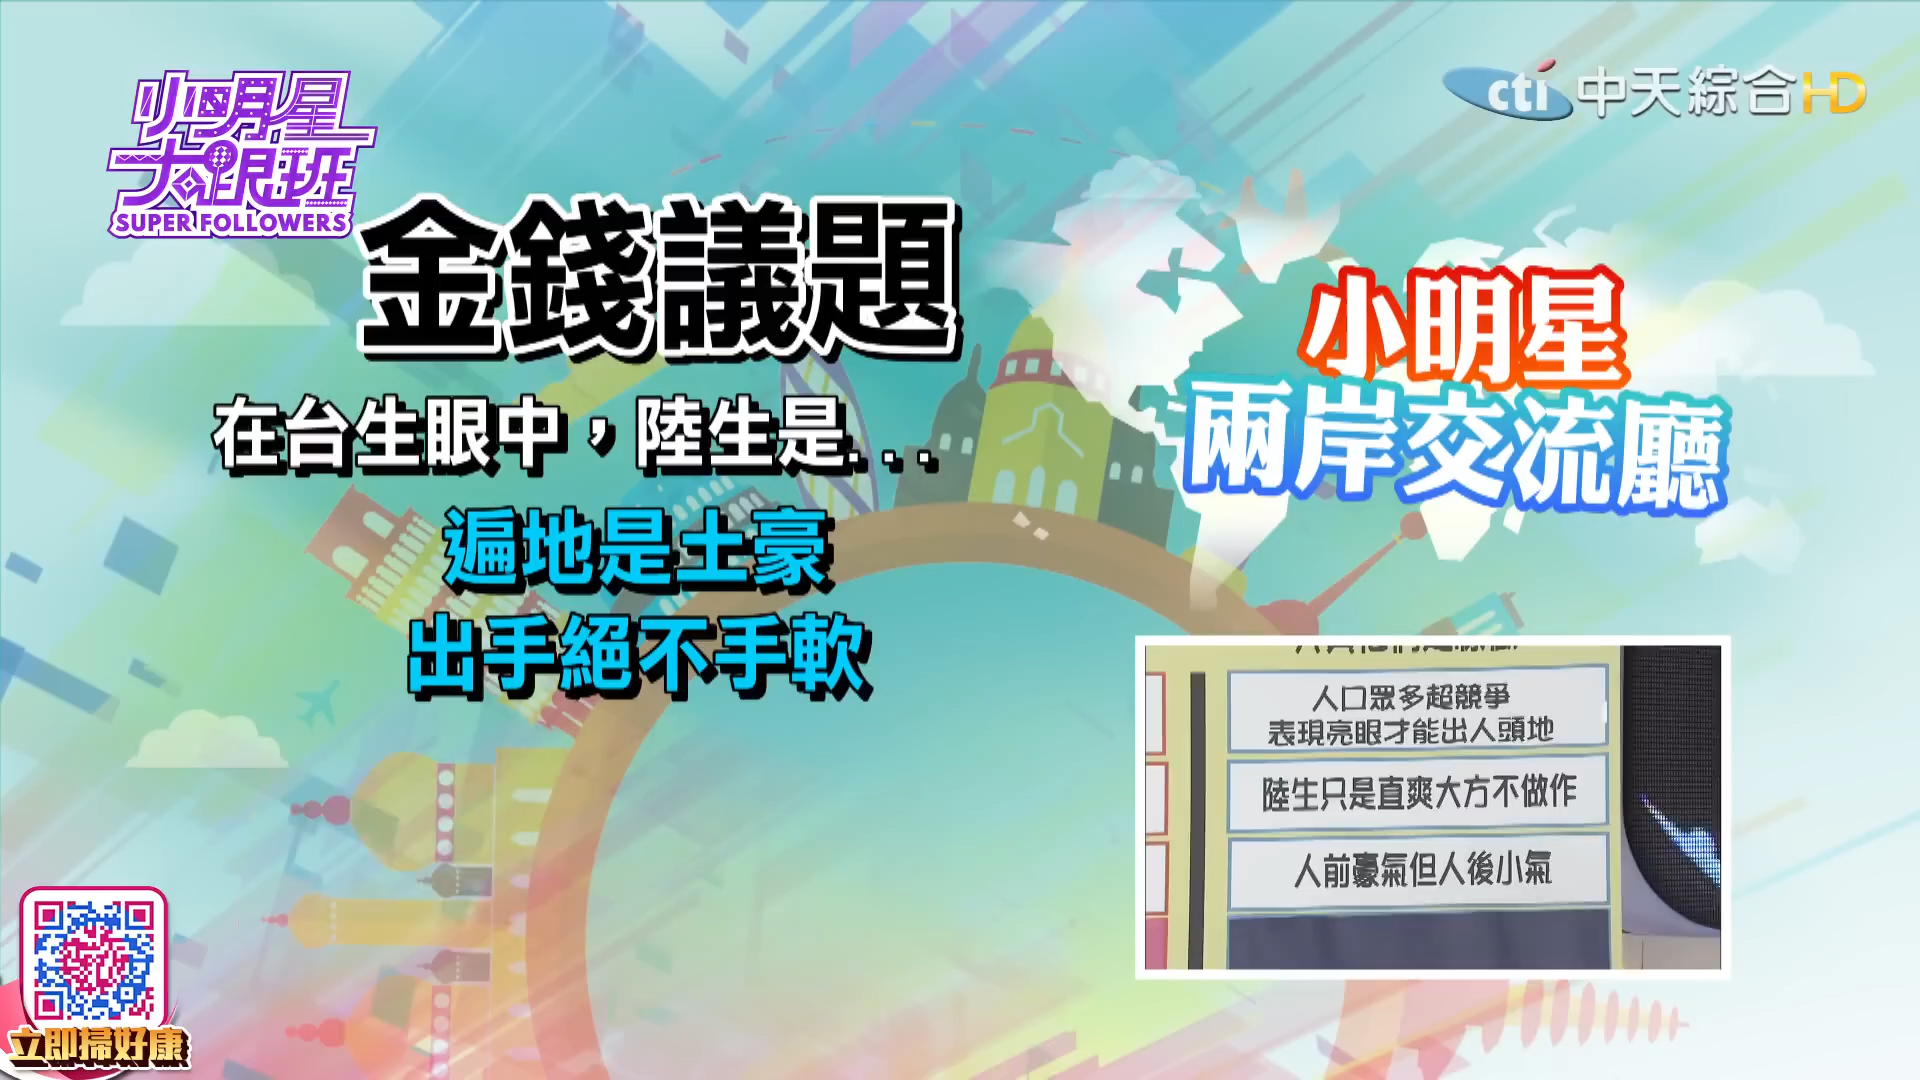 小明星
大跟班
SUPER FOLLOWERS
cti 中天綜合HD
金錢議題
在台生眼中，陸生是...
遍地是土豪
出手絕不手軟
小明星
兩岸交流廳
人口眾多超競爭
表現亮眼才能出人頭地
陸生只是直爽大方不做作
人前豪氣但人後小氣
立即掃好康